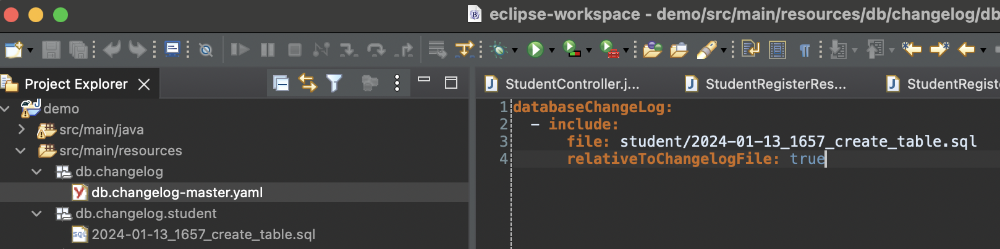 eclipse-workspace - demo/src/main/resources/db/changelog/db
Project Explorer
StudentController.j...
StudentRegisterRes...
StudentRegist
demo
src/main/java
src/main/resources
db.changelog
db.changelog-master.yaml
db.changelog.student
2024-01-13_1657_create_table.sql
1 databaseChangeLog:
2   - include:
3       file: student/2024-01-13_1657_create_table.sql
4       relativeToChangelogFile: true